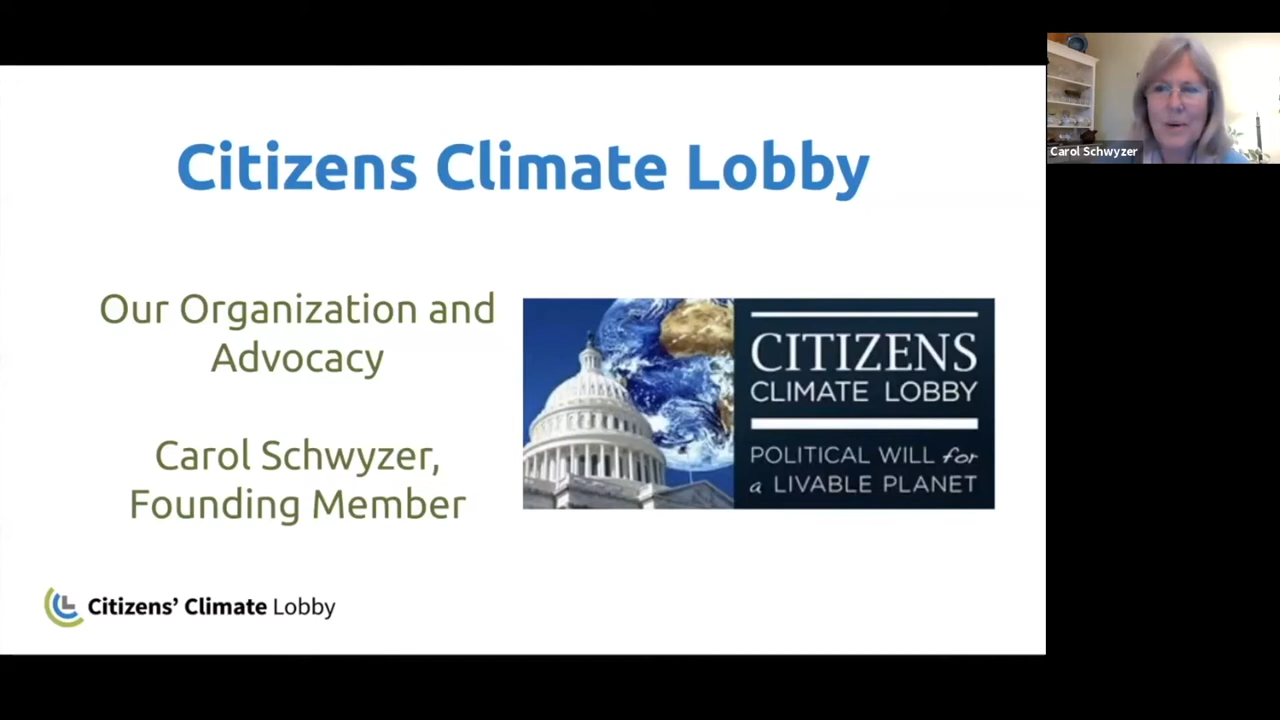 Citizens Climate Lobby
Our Organization and
Advocacy
Carol Schwyzer,
Founding Member
CITIZENS
CLIMATE LOBBY
POLITICAL WILL for
a LIVABLE PLANET
Citizens' Climate Lobby
Carol Schwyzer